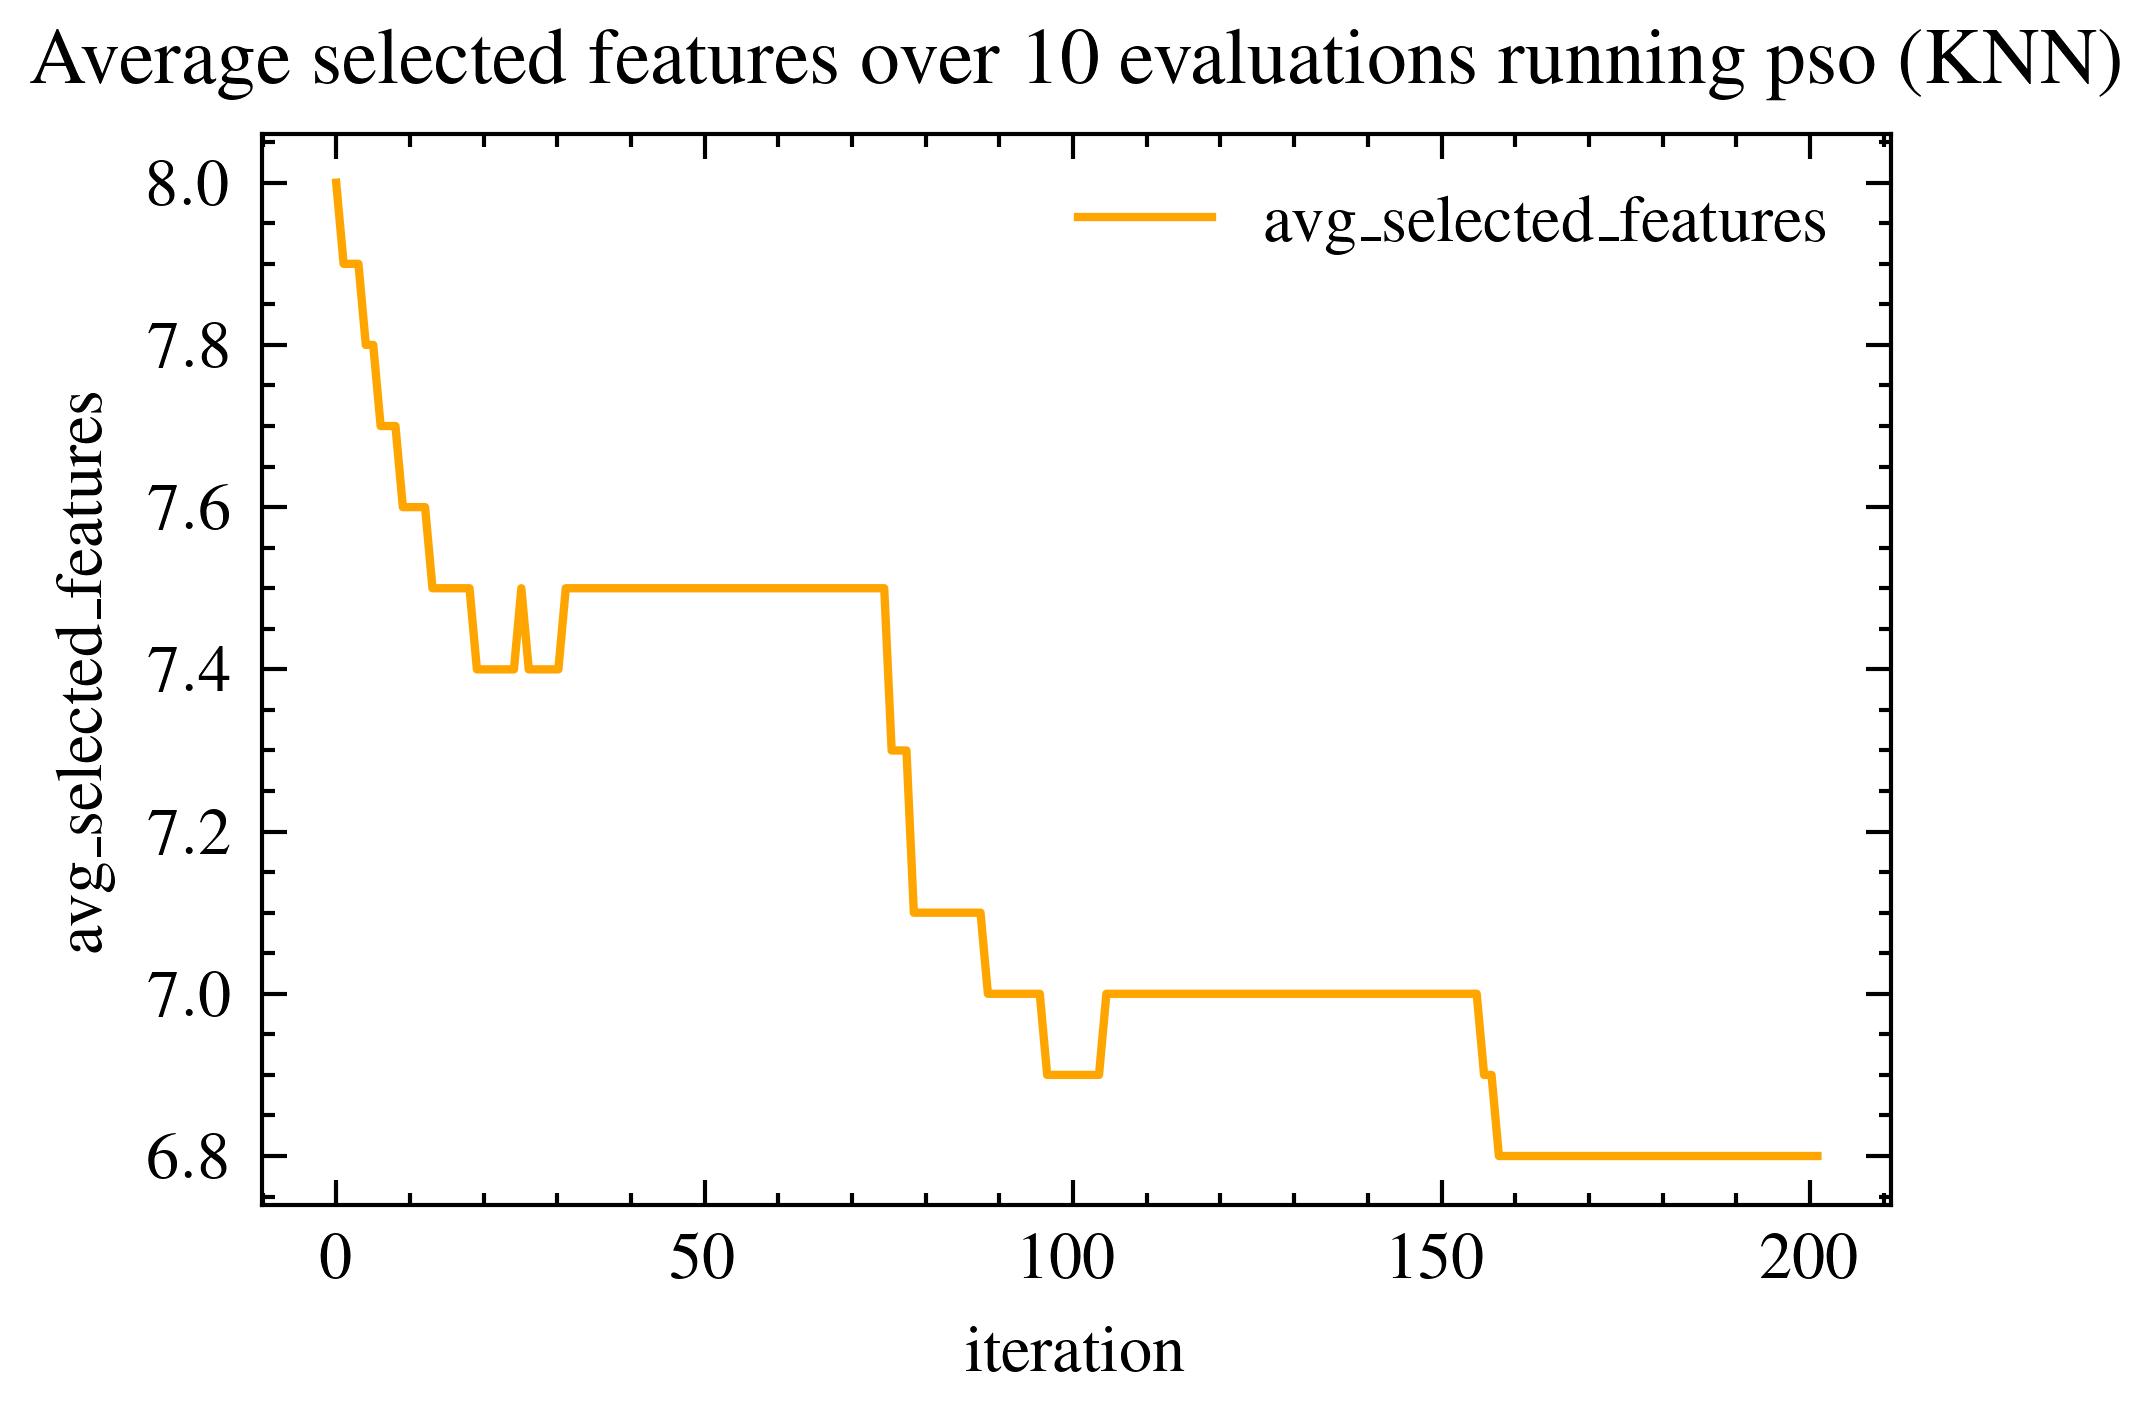 Average selected features over 10 evaluations running pso (KNN)
avg_selected_features
8.0
7.8
7.6
7.4
7.2
7.0
6.8
avg_selected_features
0 50 100 150 200
iteration